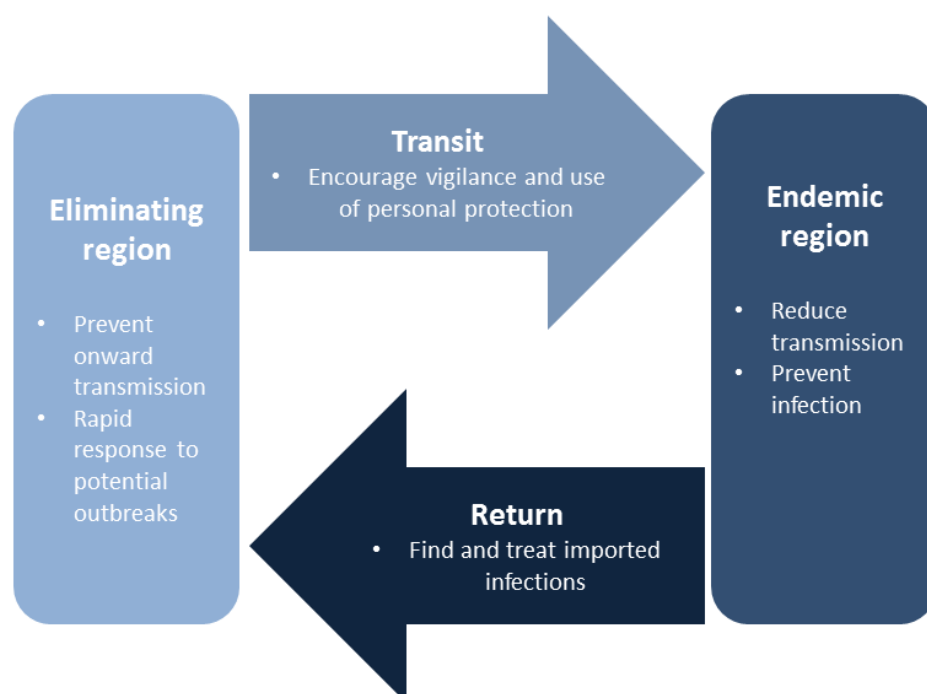 Eliminating
region
• Prevent
onward
transmission
• Rapid
response to
potential
outbreaks
Transit
• Encourage vigilance and use
of personal protection
Endemic
region
• Reduce
transmission
• Prevent
infection
Return
• Find and treat imported
infections